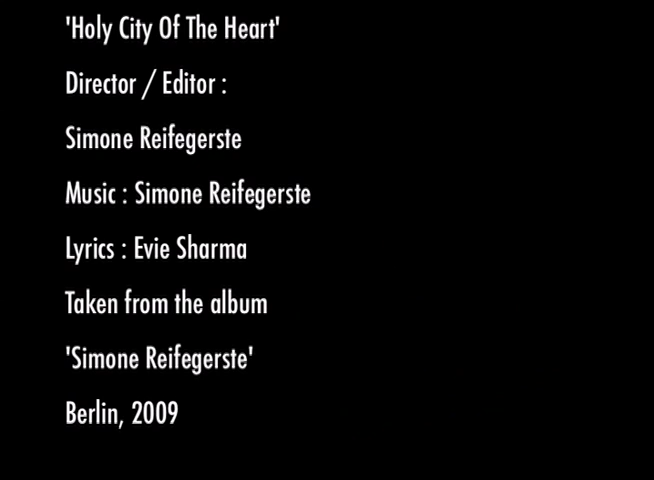 'Holy City Of The Heart'
Director / Editor :
Simone Reifegerste
Music : Simone Reifegerste
Lyrics : Evie Sharma
Taken from the album
'Simone Reifegerste'
Berlin, 2009